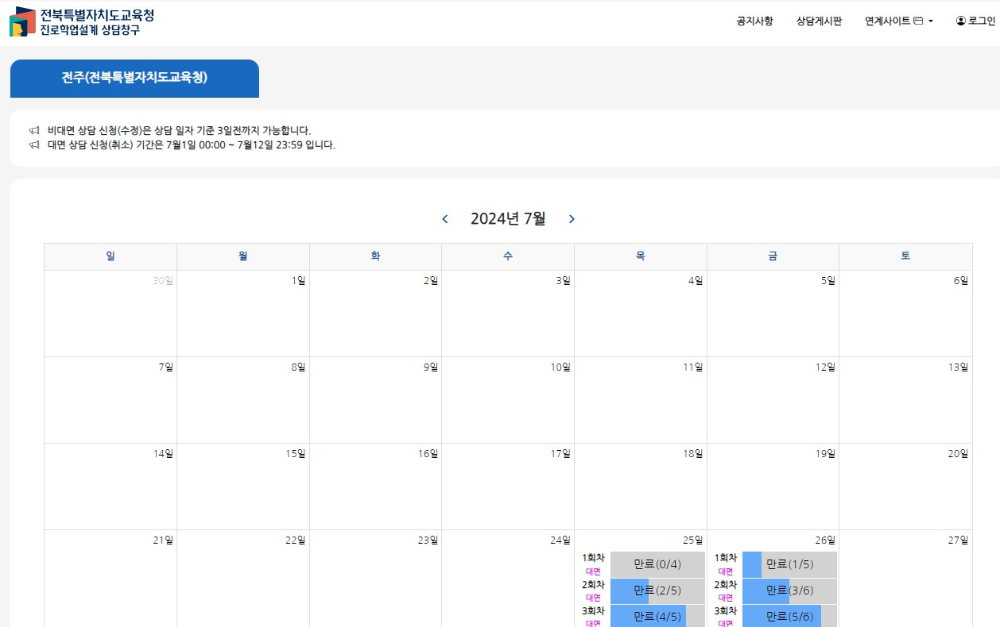 전북특별자치도교육청
진로학업설계 상담창구
공지사항 상담게시판 연계사이트 로그인
전주(전북특별자치도교육청)
비대면 상담 신청(수정)은 상담 일자 기준 3일전까지 가능합니다.
대면 상담 신청(취소) 기간은 7월1일 00:00 ~ 7월12일 23:59 입니다.
2024년 7월
일 월 화 수 목 금 토
30일 1일 2일 3일 4일 5일 6일
7일 8일 9일 10일 11일 12일 13일
14일 15일 16일 17일 18일 19일 20일
21일 22일 23일 24일 25일 26일 27일
1회차 만료(0/4) 1회차 만료(1/5)
대면 대면
2회차 만료(2/5) 2회차 만료(3/6)
대면 대면
3회차 만료(4/5) 3회차 만료(5/6)
대면 대면